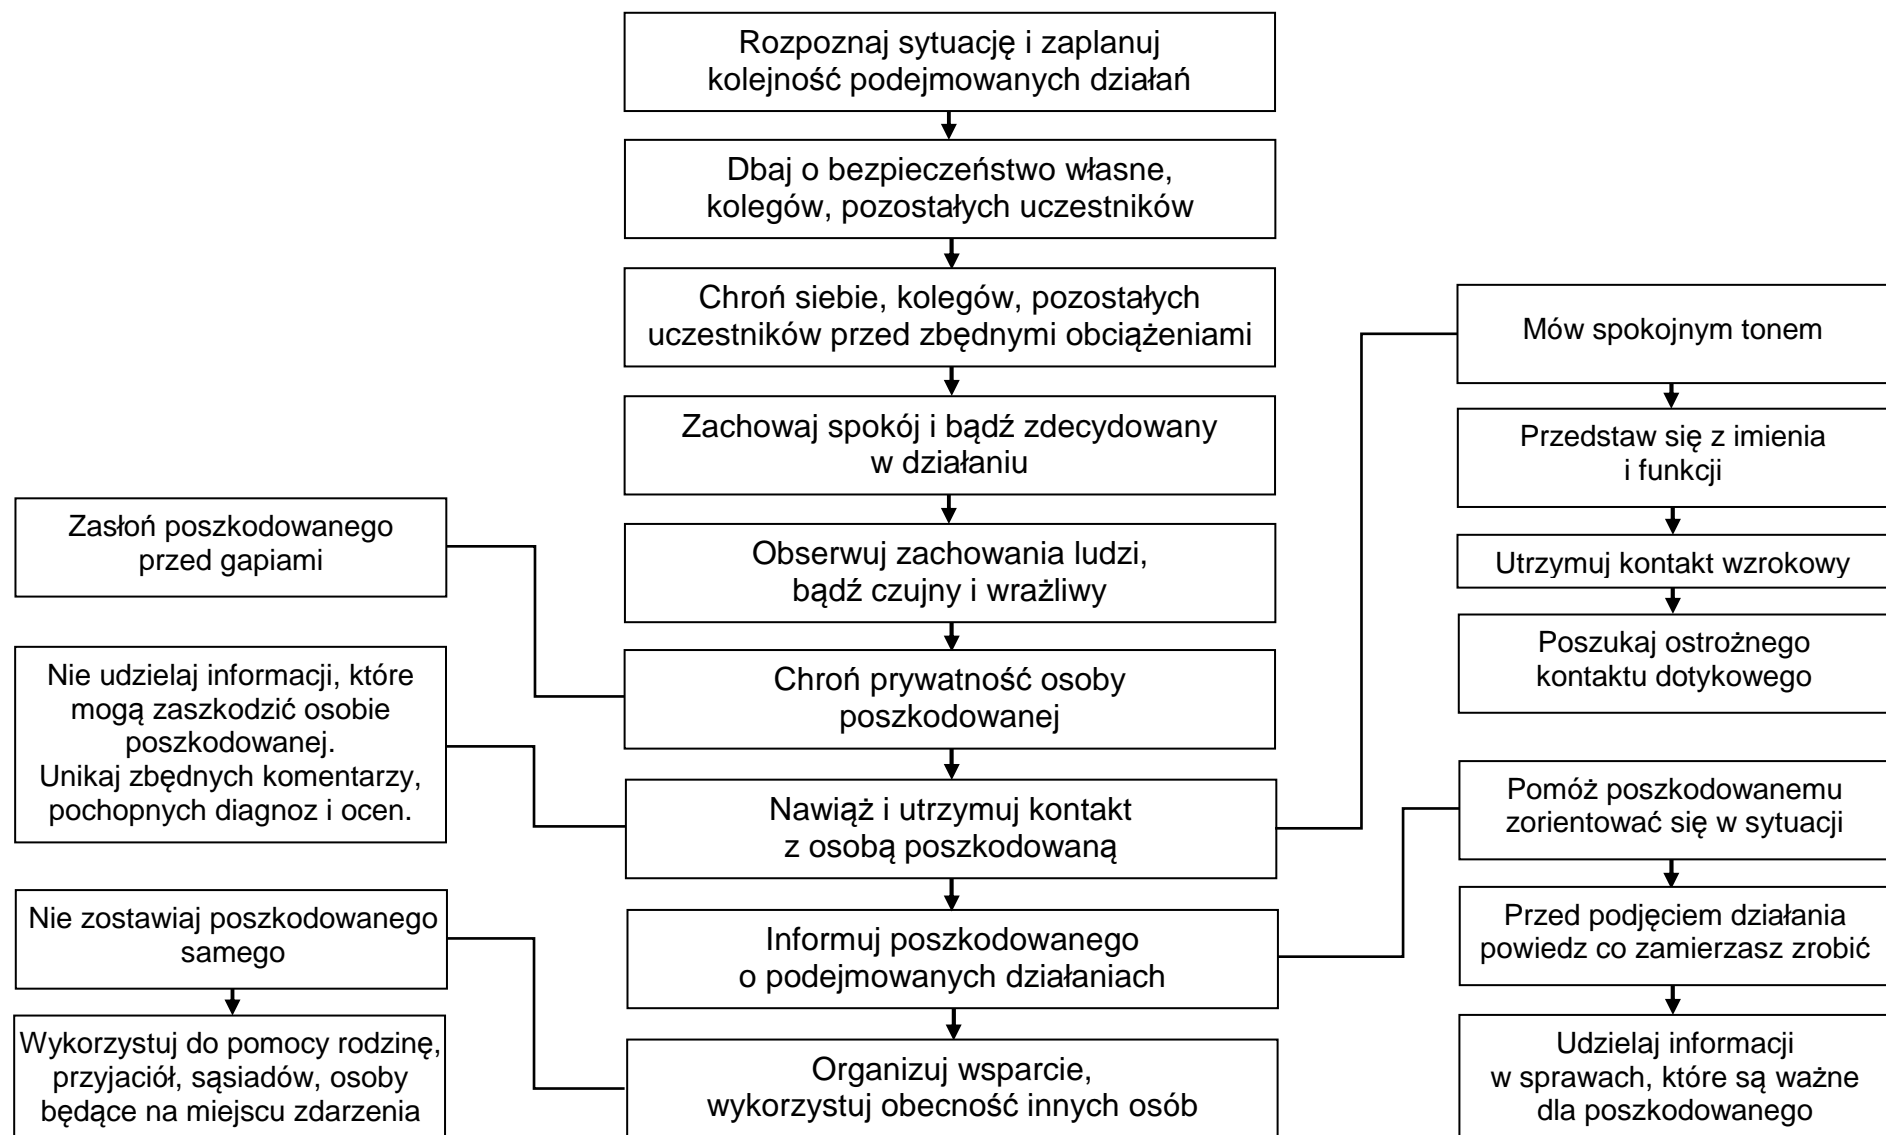 Rozpoznaj sytuację i zaplanuj
kolejność podejmowanych działań
Dbaj o bezpieczeństwo własne,
kolegów, pozostałych uczestników
Chroń siebie, kolegów, pozostałych
uczestników przed zbędnymi obciążeniami
Zachowaj spokój i bądź zdecydowany
w działaniu
Obserwuj zachowania ludzi,
bądź czujny i wrażliwy
Chroń prywatność osoby
poszkodowanej
Nawiąż i utrzymuj kontakt
z osobą poszkodowaną
Informuj poszkodowanego
o podejmowanych działaniach
Organizuj wsparcie,
wykorzystuj obecność innych osób
Zasłoń poszkodowanego
przed gapiami
Nie udzielaj informacji, które
mogą zaszkodzić osobie
poszkodowanej.
Unikaj zbędnych komentarzy,
pochopnych diagnoz i ocen.
Nie zostawiaj poszkodowanego
samego
Wykorzystuj do pomocy rodzinę,
przyjaciół, sąsiadów, osoby
będące na miejscu zdarzenia
Mów spokojnym tonem
Przedstaw się z imienia
i funkcji
Utrzymuj kontakt wzrokowy
Poszukaj ostrożnego
kontaktu dotykowego
Pomóż poszkodowanemu
zorientować się w sytuacji
Przed podjęciem działania
powiedz co zamierzasz zrobić
Udzielaj informacji
w sprawach, które są ważne
dla poszkodowanego